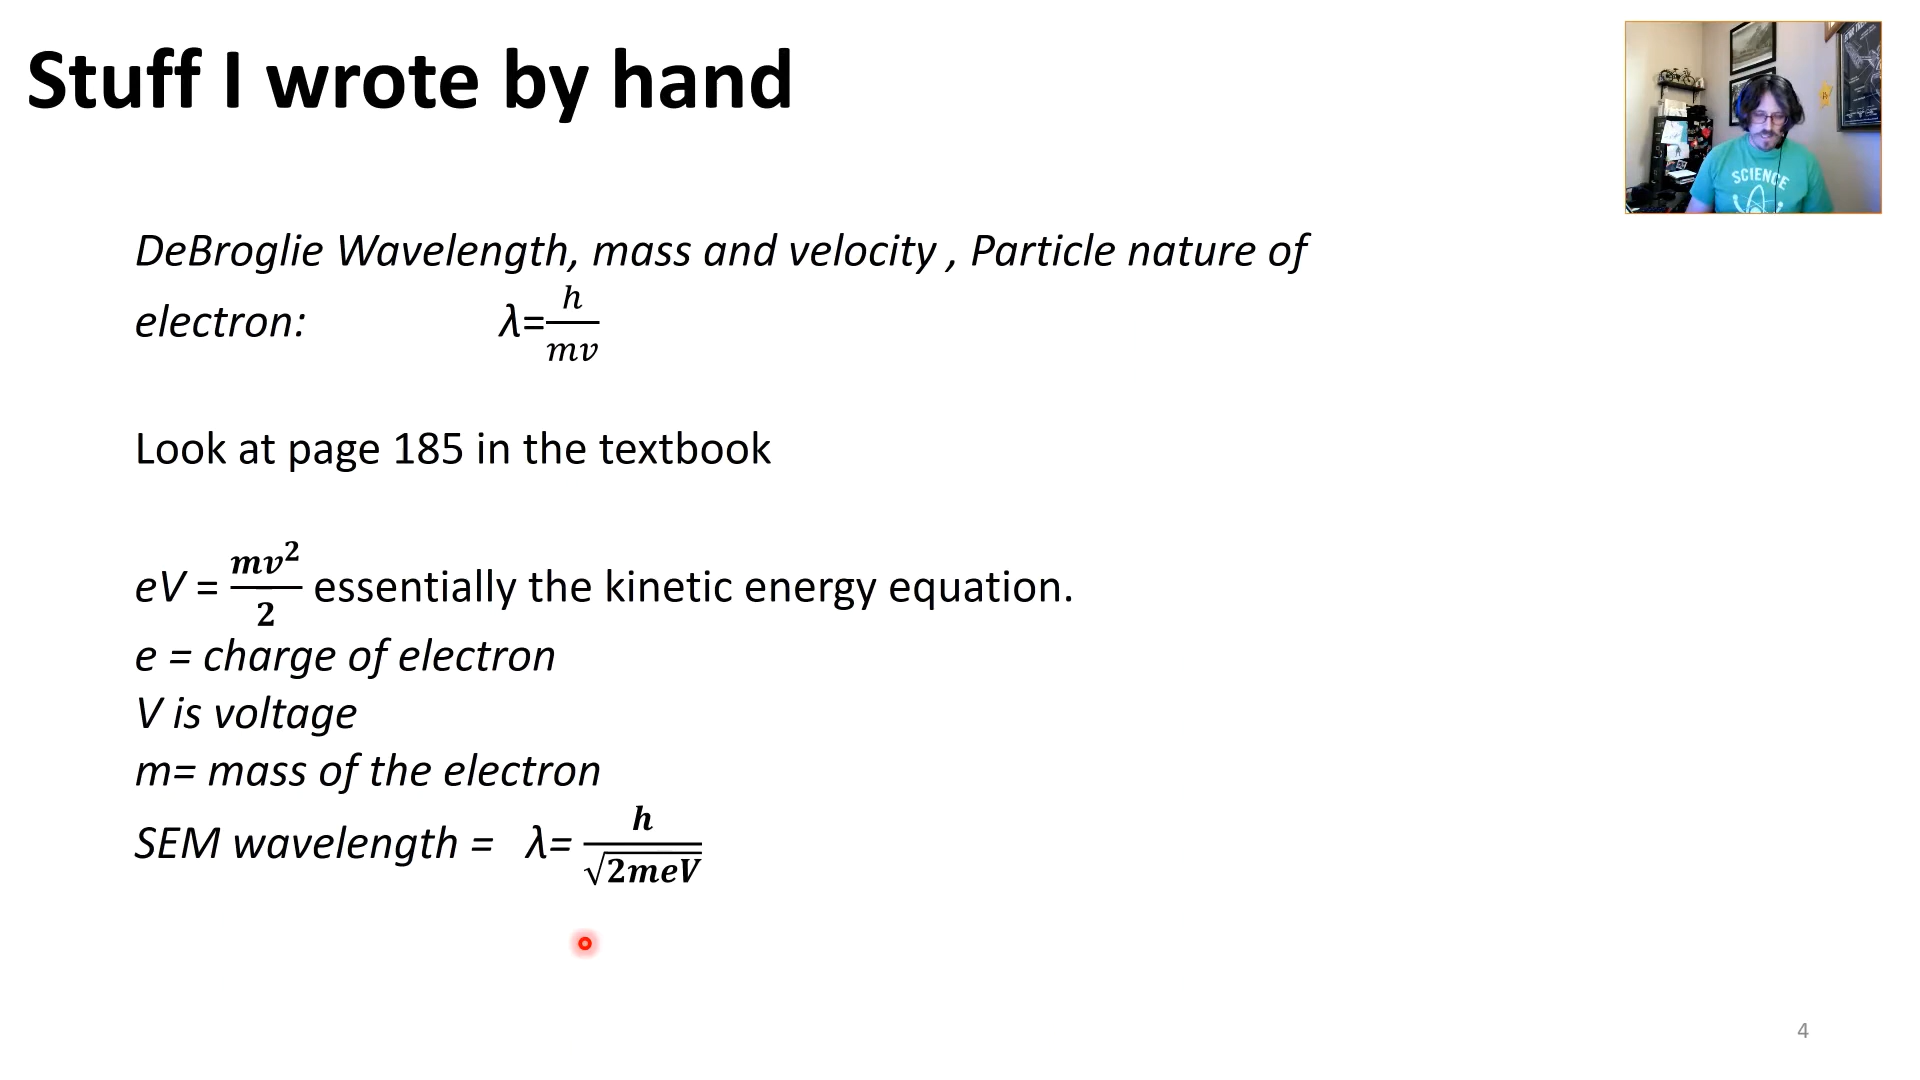 Stuff I wrote by hand
SCIENCE
DeBroglie Wavelength, mass and velocity , Particle nature of
electron: λ=h/mv
Look at page 185 in the textbook
eV = mv²/2 essentially the kinetic energy equation.
e = charge of electron
V is voltage
m= mass of the electron
SEM wavelength = λ= h/√2meV
4